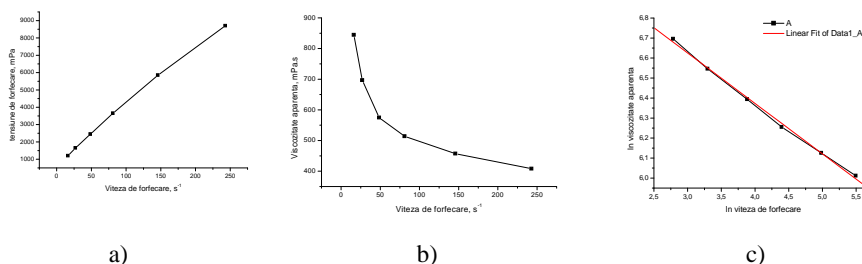 9000
8000
7000
6000
5000
4000
3000
2000
1000
tensiune de forfecare, mPa
0 50 100 150 200 250
Viteza de forfecare, s⁻¹
a)
900
800
700
600
500
400
Viscozitate aparenta, mPa.s
0 50 100 150 200 250
Viteza de forfecare, s⁻¹
b)
6,8
6,7
6,6
6,5
6,4
6,3
6,2
6,1
6,0
ln viscozitate aparenta
A
Linear Fit of Data1_A
2,5 3,0 3,5 4,0 4,5 5,0 5,5
ln viteza de forfecare
c)